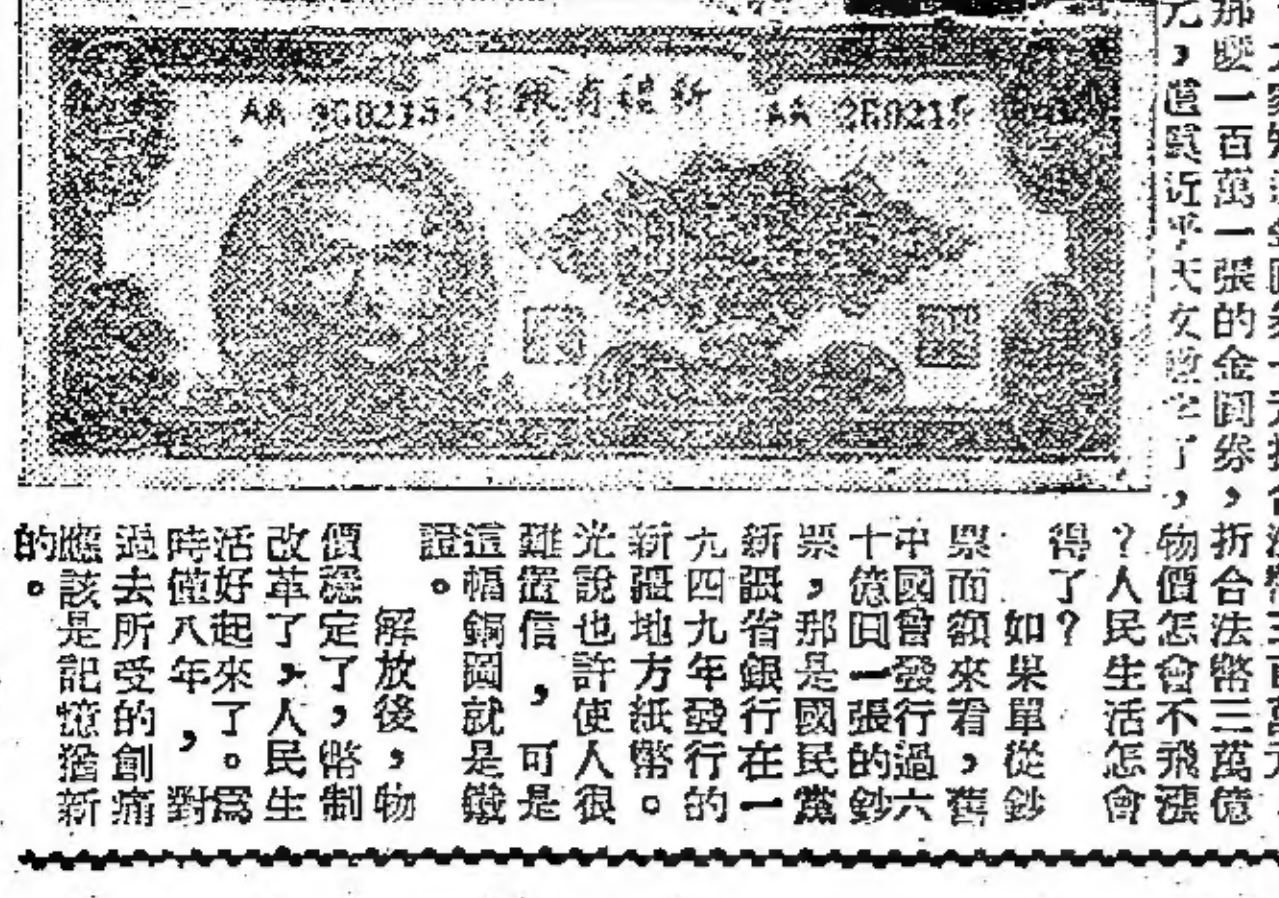 行銀省疆新
AA 260215
AA 260215
那麼一百萬一張的金圓券，折合法幣三萬億
元，這眞近乎天文數字了，物價怎會不飛漲
？人民生活怎會
得了？
如果單從鈔
票面額來看，舊
中國曾發行過六
十億囘一張的鈔
票，那是國民黨
新疆省銀行在一
九四九年發行的
新疆地方紙幣。
光說也許使人很
難置信，可是
這幅銅圖就是鐵
證。
解放後，物
價穩定了，幣制
改革了，人民生
活好起來了。爲
時僅八年，對
過去所受的創痛
應該是記憶猶新
的。